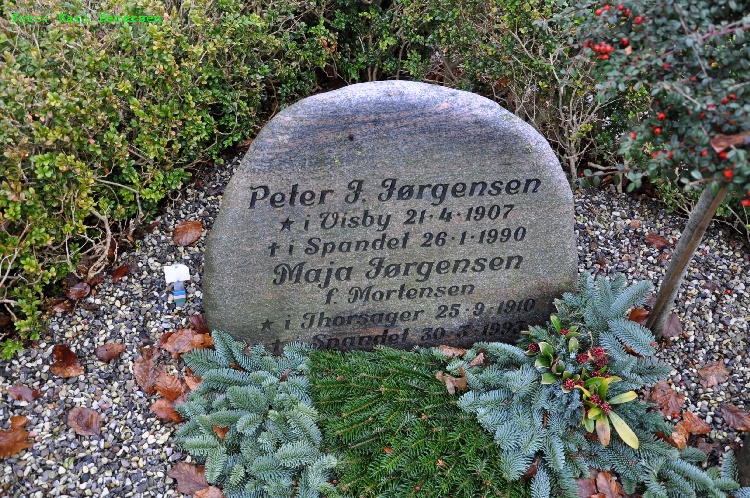 Peter J. Jørgensen
* i Visby 21-4-1907
† i Spandet 26-1-1990
Maja Jørgensen
f. Mortensen
* i Thorsager 25-9-1910
† i Spandet